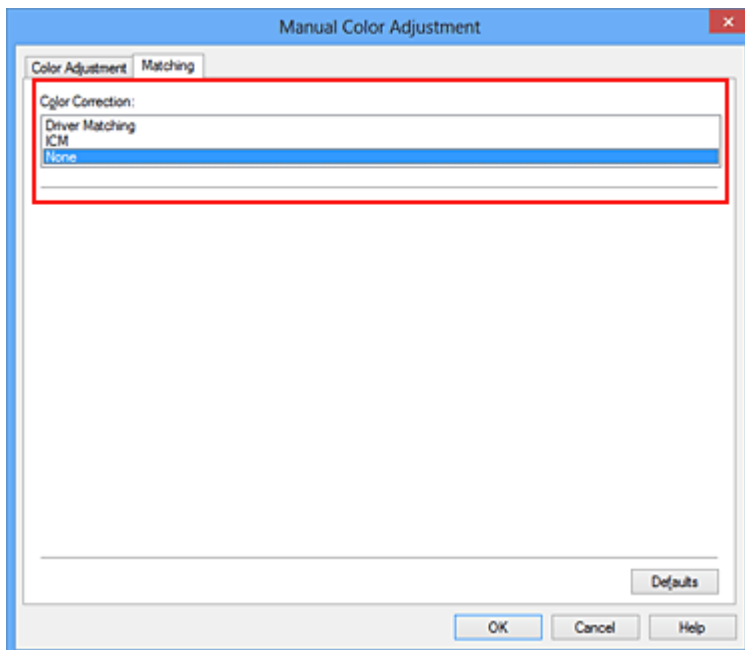 Manual Color Adjustment
Color Adjustment
Matching
Color Correction:
Driver Matching
ICM
None
Defaults
OK
Cancel
Help